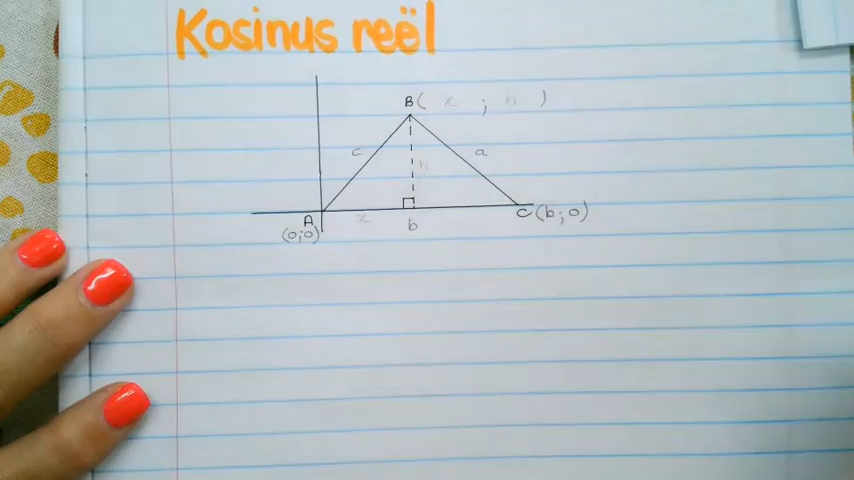 Kosinus reël
B( x ; h )
c
a
h
A
x
b
C(b;0)
(0;0)